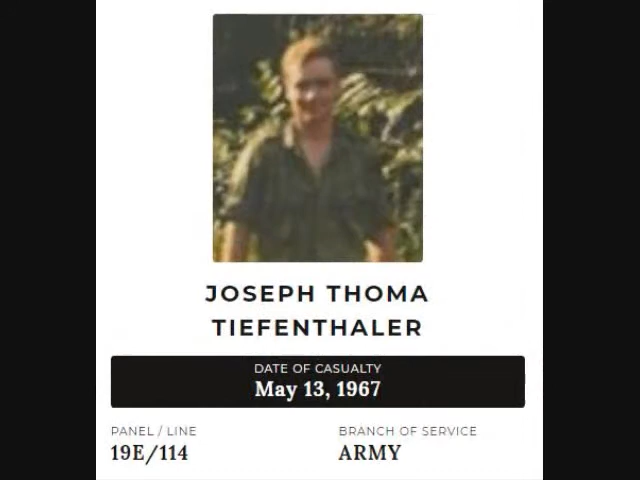 JOSEPH THOMA
TIEFENTHALER
DATE OF CASUALTY
May 13, 1967
PANEL / LINE
19E/114
BRANCH OF SERVICE
ARMY